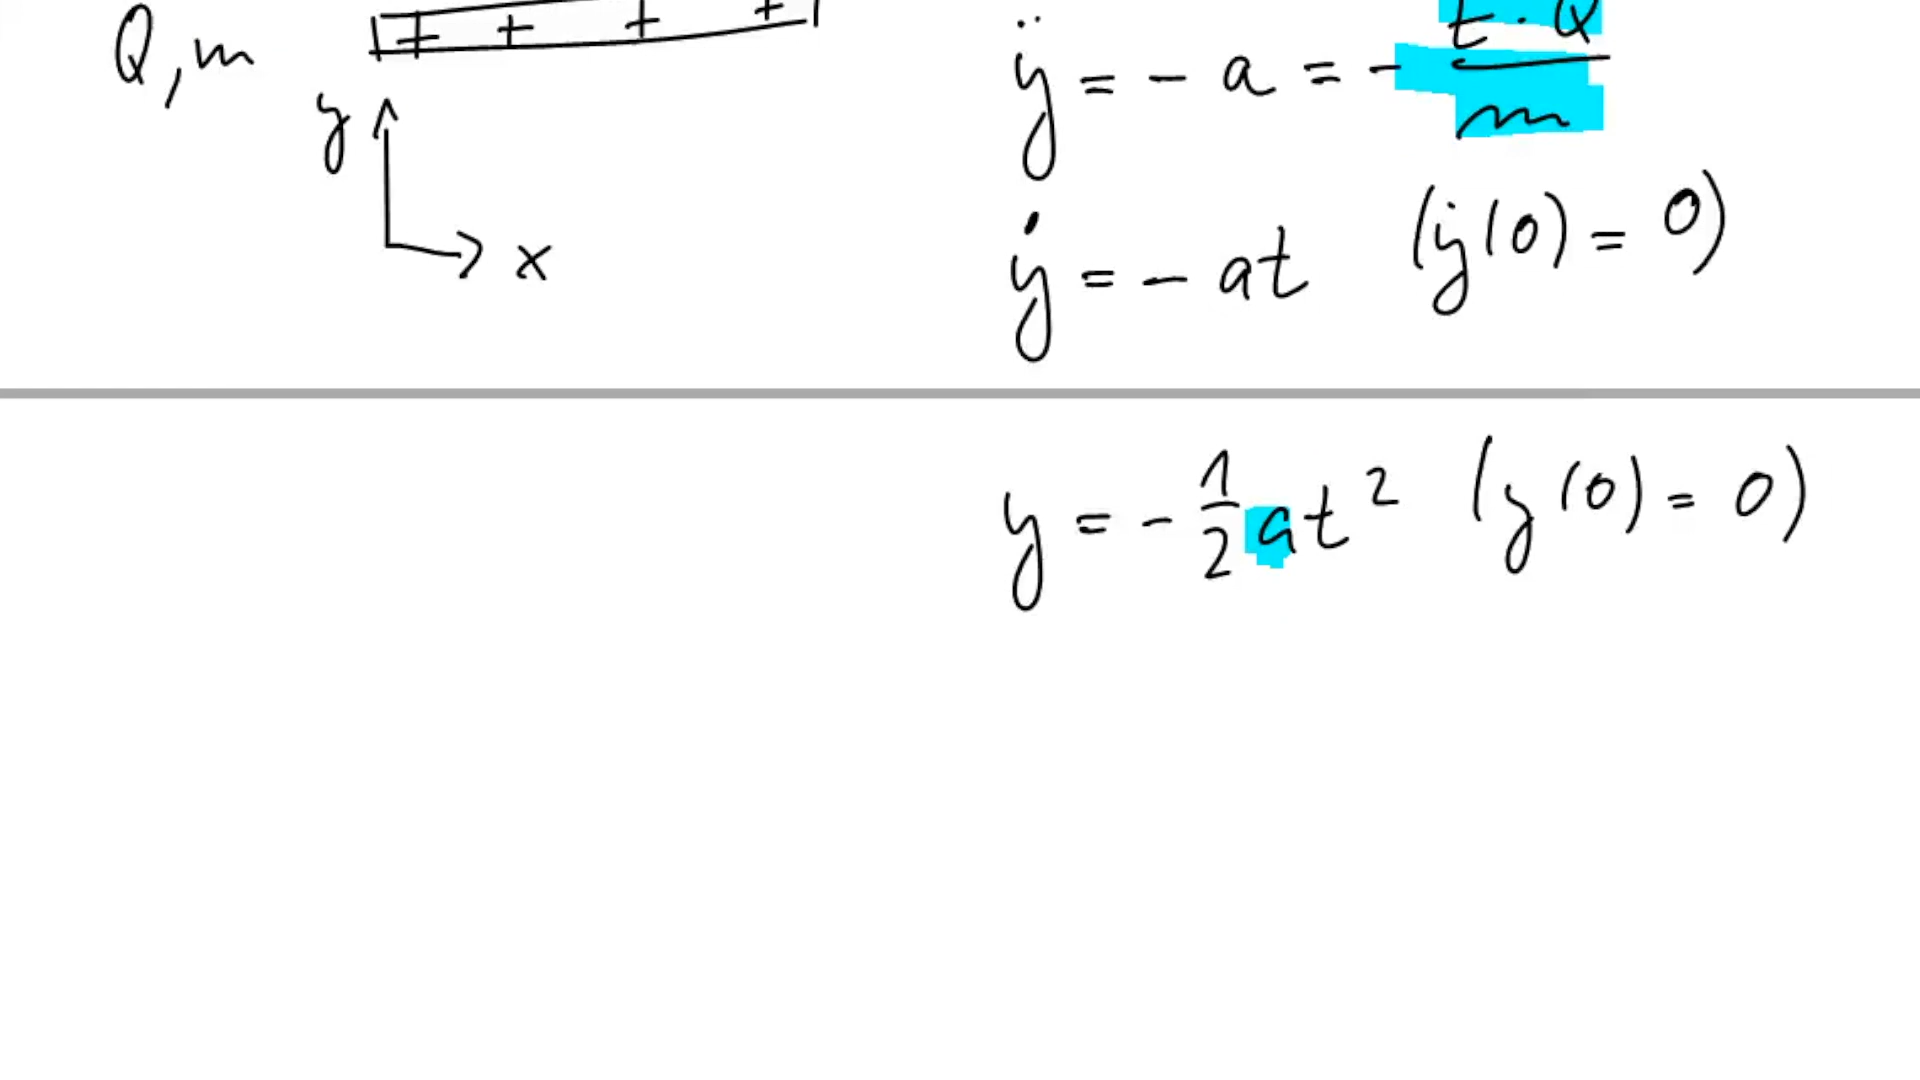 Q, m
+ + + +
y
x
ÿ = - a = - E · Q / m
ẏ = - at (ẏ(0) = 0)
y = - 1/2 at² (y(0) = 0)